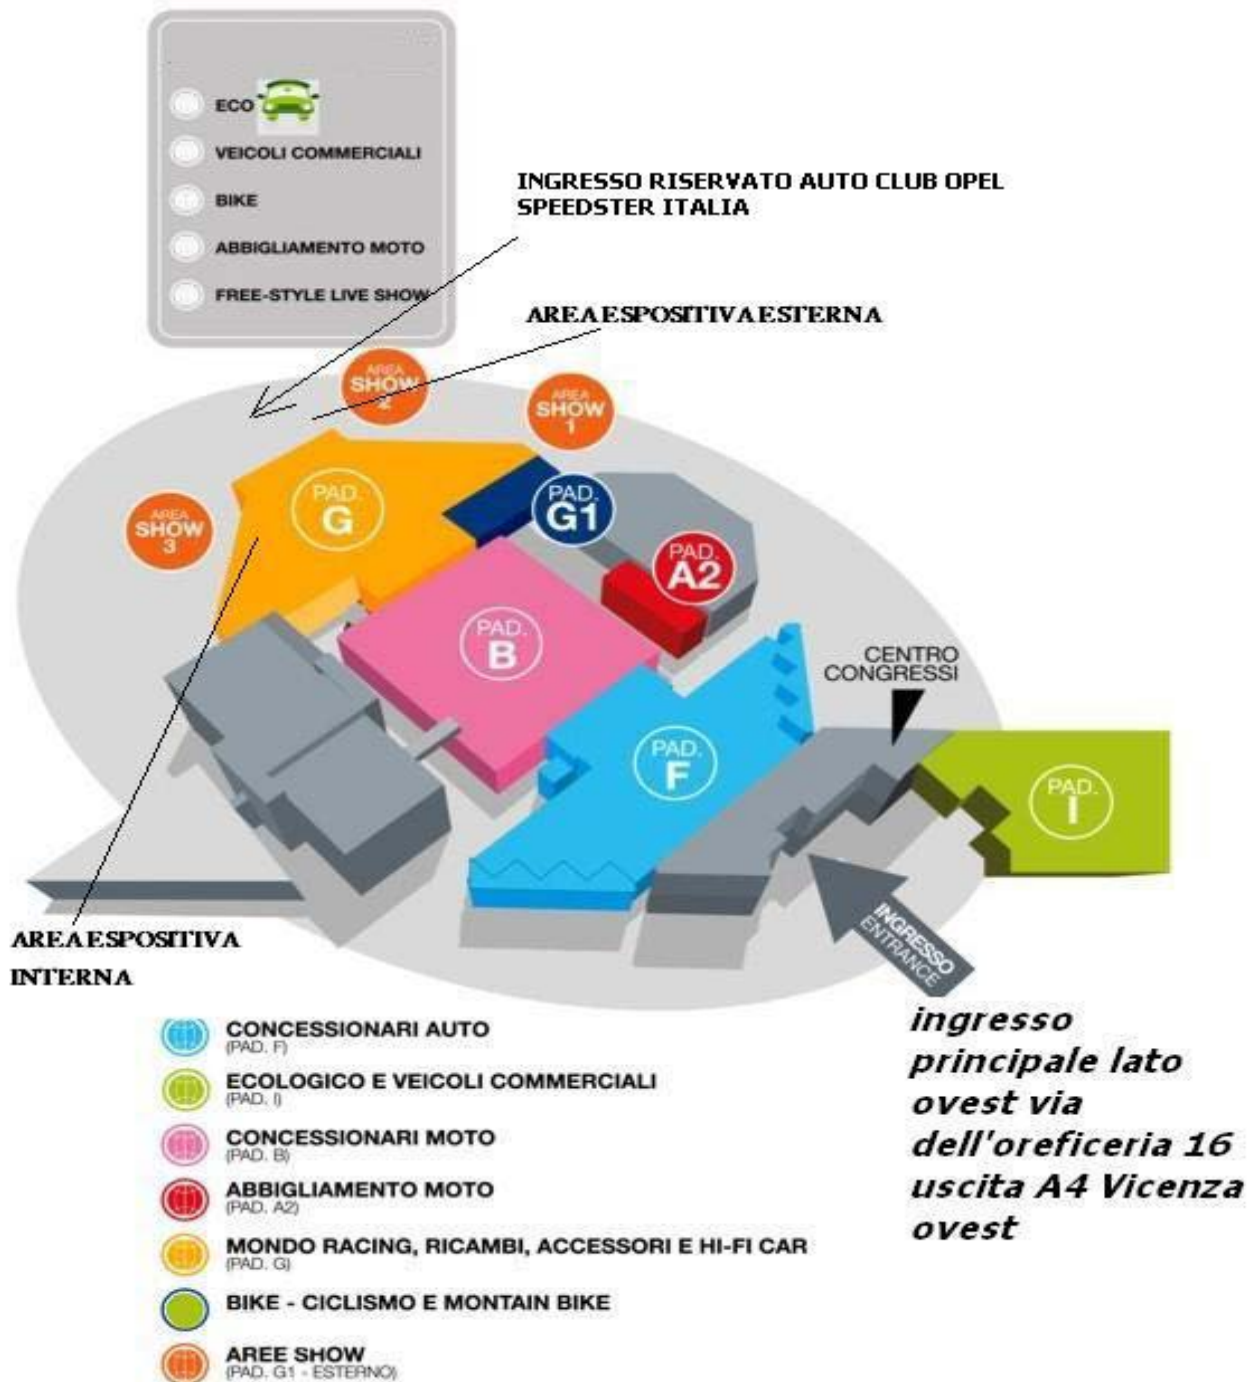 ECO
VEICOLI COMMERCIALI
BIKE
ABBIGLIAMENTO MOTO
FREE-STYLE LIVE SHOW
INGRESSO RISERVATO AUTO CLUB OPEL
SPEEDSTER ITALIA
AREA ESPOSITIVA ESTERNA
AREA
SHOW
2
AREA
SHOW
1
AREA
SHOW
3
PAD.
G
PAD.
G1
PAD.
A2
PAD.
B
CENTRO
CONGRESSI
PAD.
F
PAD.
I
INGRESSO
ENTRANCE
AREA ESPOSITIVA
INTERNA
ingresso
principale lato
ovest via
dell'oreficeria 16
uscita A4 Vicenza
ovest
CONCESSIONARI AUTO
(PAD. F)
ECOLOGICO E VEICOLI COMMERCIALI
(PAD. I)
CONCESSIONARI MOTO
(PAD. B)
ABBIGLIAMENTO MOTO
(PAD. A2)
MONDO RACING, RICAMBI, ACCESSORI E HI-FI CAR
(PAD. G)
BIKE - CICLISMO E MONTAIN BIKE
AREE SHOW
(PAD. G1 - ESTERNO)